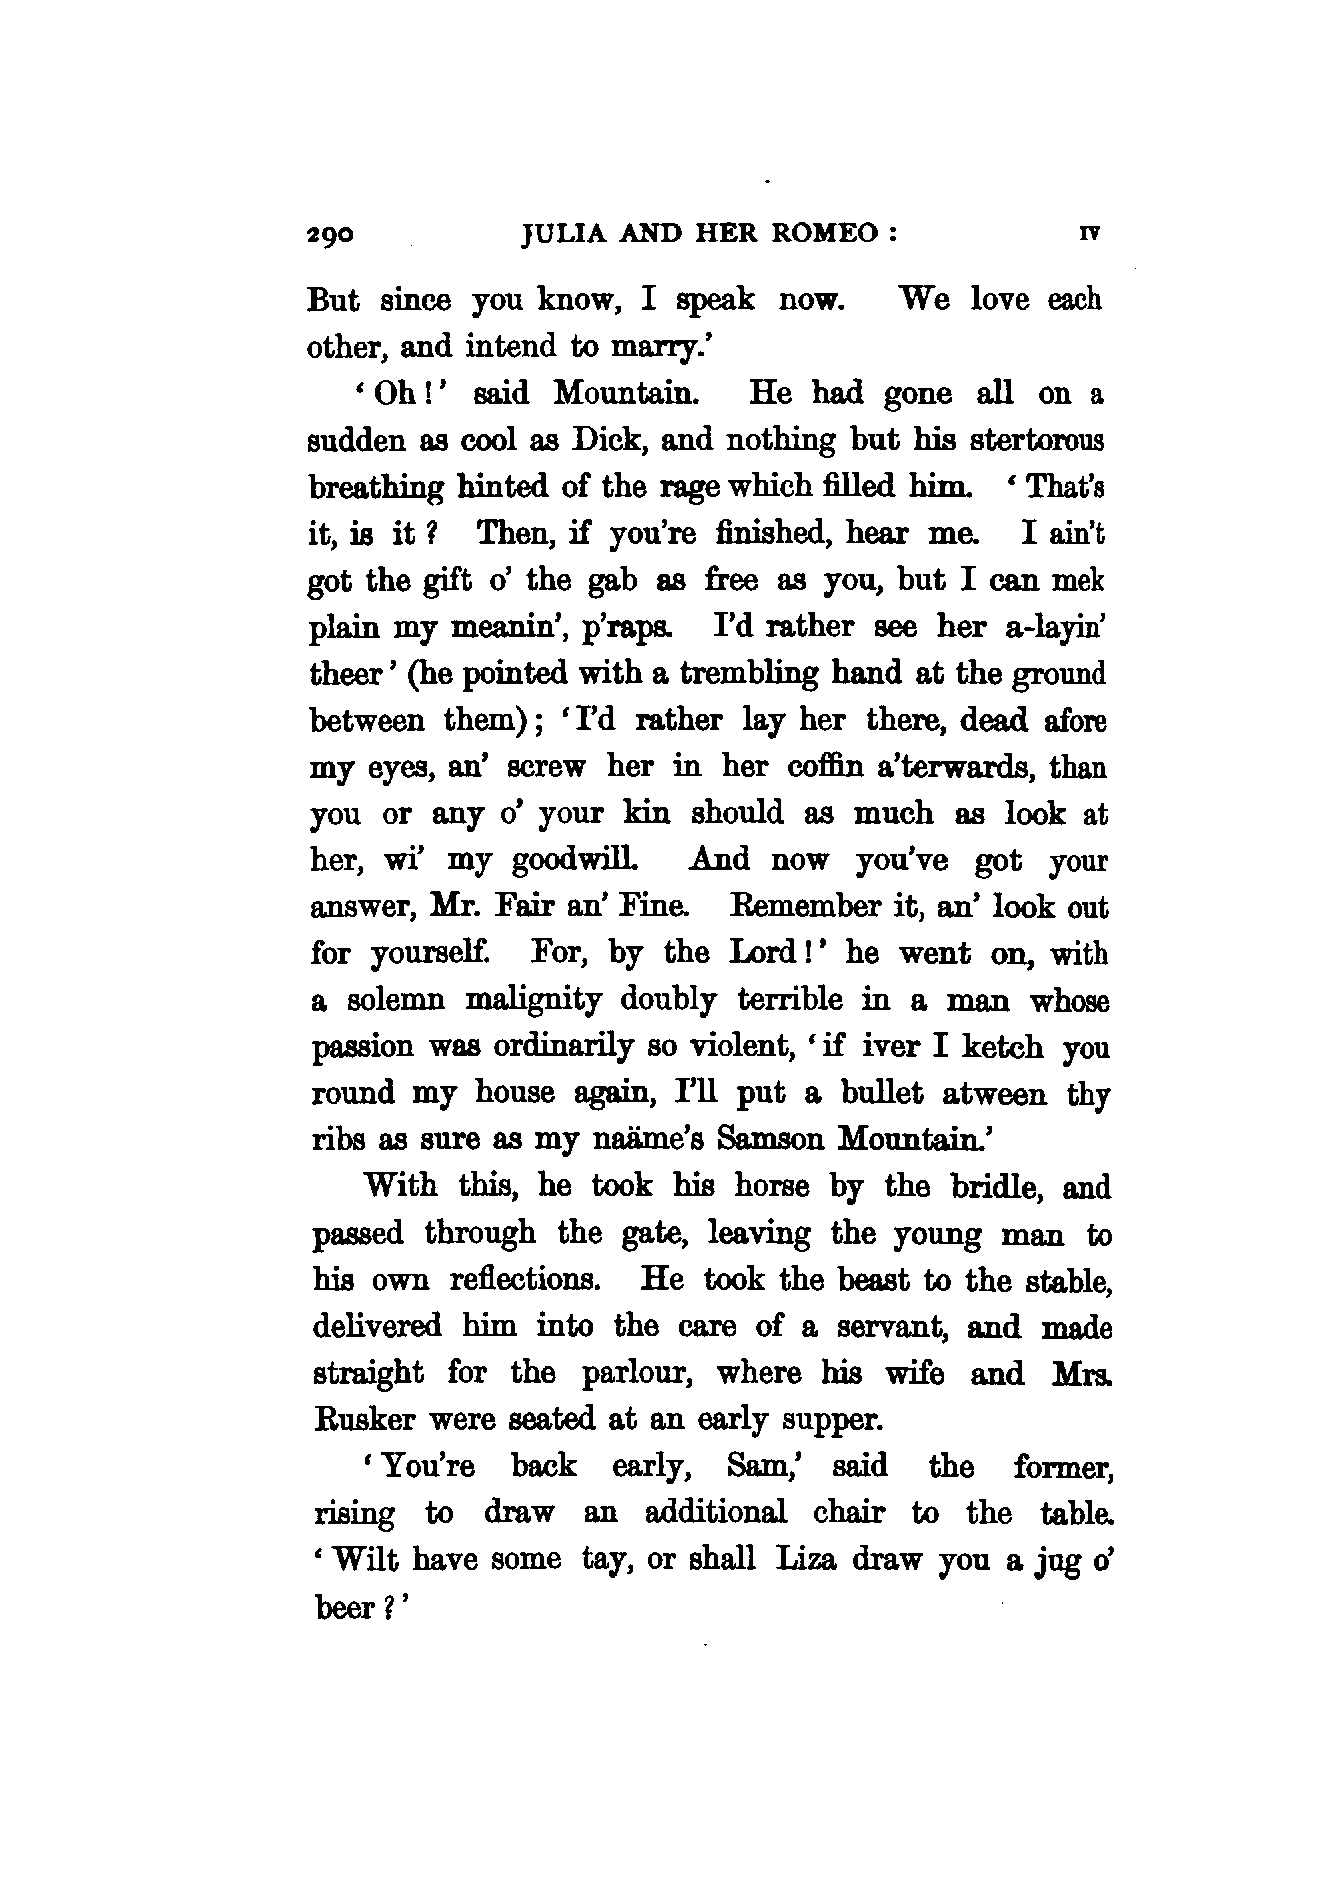 290 JULIA AND HER ROMEO : IV
But since you know, I speak now. We love each
other, and intend to marry.’
‘ Oh ! ’ said Mountain. He had gone all on a
sudden as cool as Dick, and nothing but his stertorous
breathing hinted of the rage which filled him. ‘ That’s
it, is it ? Then, if you’re finished, hear me. I ain’t
got the gift o’ the gab as free as you, but I can mek
plain my meanin’, p’raps. I’d rather see her a-layin’
theer ’ (he pointed with a trembling hand at the ground
between them) ; ‘ I’d rather lay her there, dead afore
my eyes, an’ screw her in her coffin a’terwards, than
you or any o’ your kin should as much as look at
her, wi’ my goodwill. And now you’ve got your
answer, Mr. Fair an’ Fine. Remember it, an’ look out
for yourself. For, by the Lord ! ’ he went on, with
a solemn malignity doubly terrible in a man whose
passion was ordinarily so violent, ‘ if iver I ketch you
round my house again, I’ll put a bullet atween thy
ribs as sure as my naäme’s Samson Mountain.’
With this, he took his horse by the bridle, and
passed through the gate, leaving the young man to
his own reflections. He took the beast to the stable,
delivered him into the care of a servant, and made
straight for the parlour, where his wife and Mrs.
Rusker were seated at an early supper.
‘ You’re back early, Sam,’ said the former,
rising to draw an additional chair to the table.
‘ Wilt have some tay, or shall Liza draw you a jug o’
beer ? ’